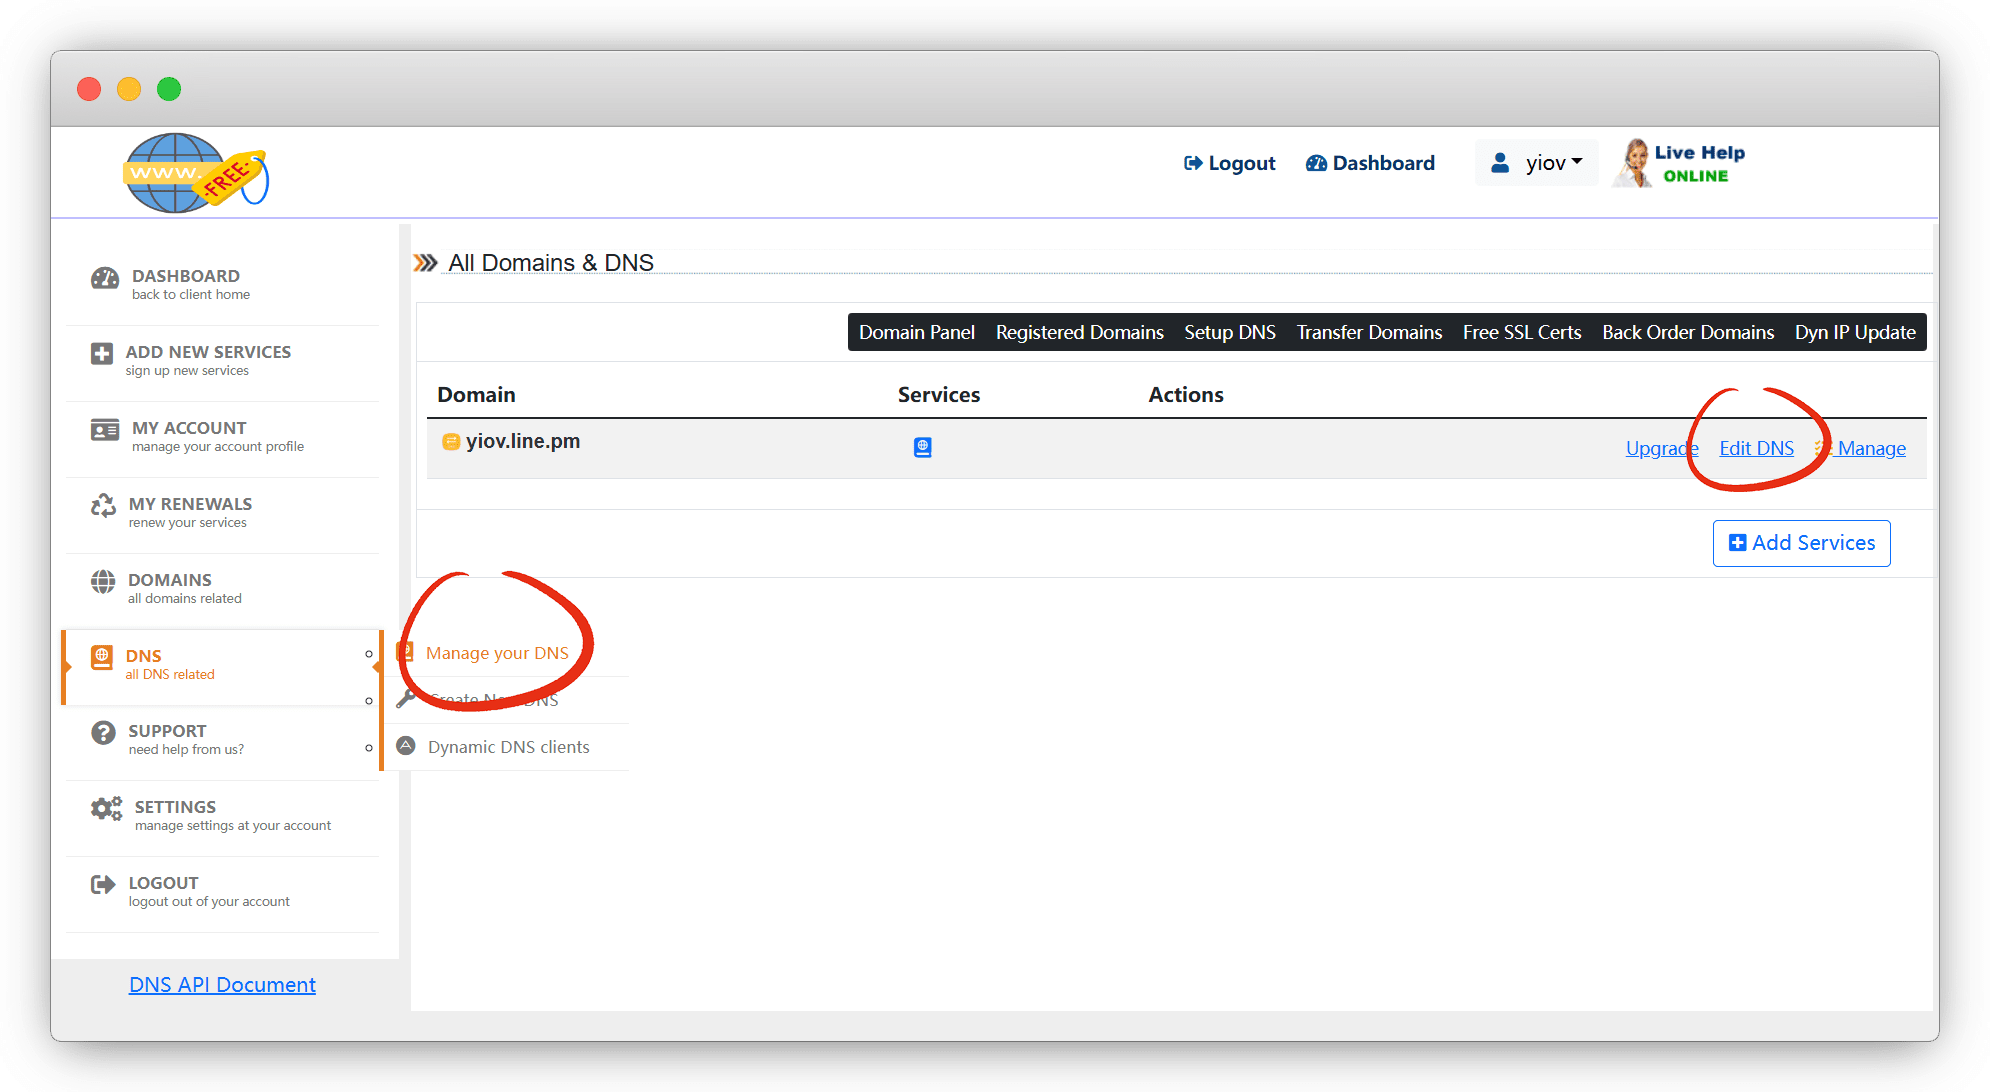 www.
-FREE-
Logout
Dashboard
yiov
Live Help
ONLINE
DASHBOARD
back to client home
ADD NEW SERVICES
sign up new services
MY ACCOUNT
manage your account profile
MY RENEWALS
renew your services
DOMAINS
all domains related
DNS
all DNS related
SUPPORT
need help from us?
SETTINGS
manage settings at your account
LOGOUT
logout out of your account
DNS API Document
Manage your DNS
Create New DNS
Dynamic DNS clients
All Domains & DNS
Domain Panel Registered Domains Setup DNS Transfer Domains Free SSL Certs Back Order Domains Dyn IP Update
Domain Services Actions
yiov.line.pm Upgrade Edit DNS Manage
Add Services